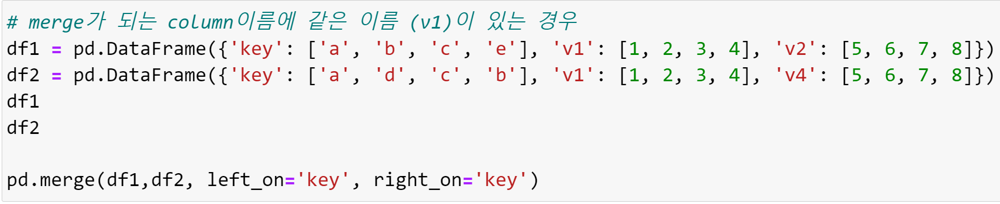 # merge가 되는 column이름에 같은 이름 (v1)이 있는 경우
df1 = pd.DataFrame({'key': ['a', 'b', 'c', 'e'], 'v1': [1, 2, 3, 4], 'v2': [5, 6, 7, 8]})
df2 = pd.DataFrame({'key': ['a', 'd', 'c', 'b'], 'v1': [1, 2, 3, 4], 'v4': [5, 6, 7, 8]})
df1
df2
pd.merge(df1,df2, left_on='key', right_on='key')